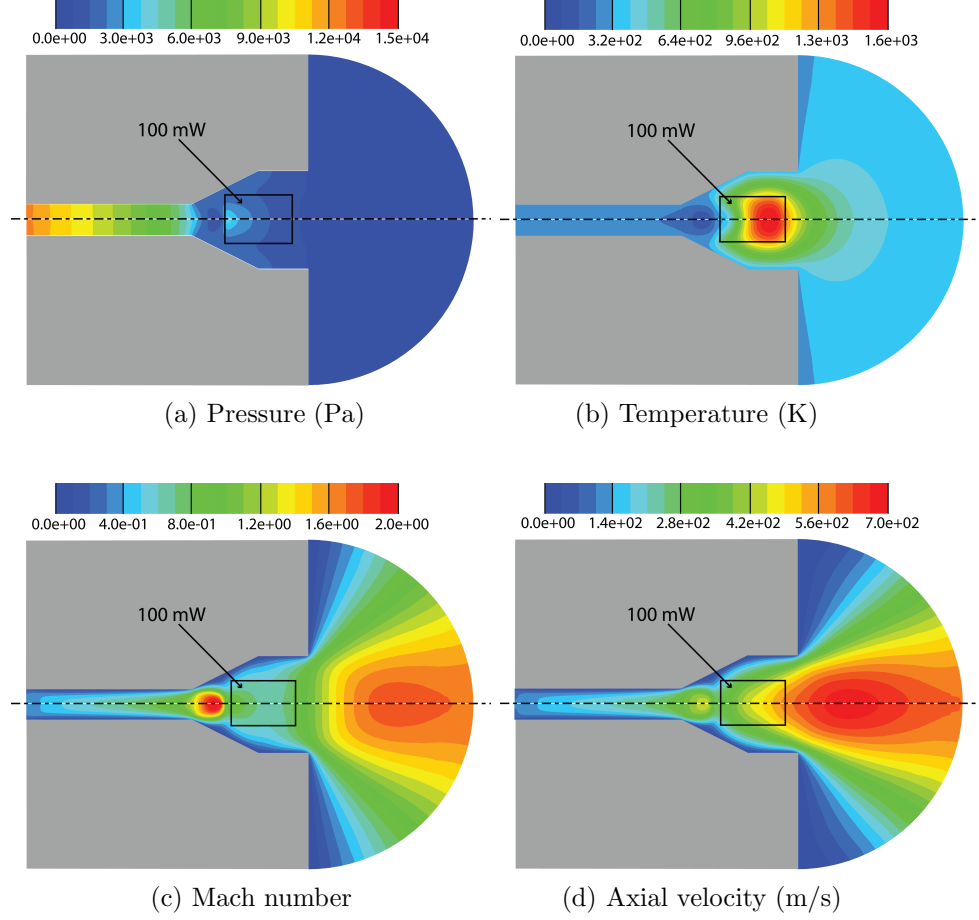 0.0e+00 3.0e+03 6.0e+03 9.0e+03 1.2e+04 1.5e+04
100 mW
(a) Pressure (Pa)
0.0e+00 3.2e+02 6.4e+02 9.6e+02 1.3e+03 1.6e+03
100 mW
(b) Temperature (K)
0.0e+00 4.0e-01 8.0e-01 1.2e+00 1.6e+00 2.0e+00
100 mW
(c) Mach number
0.0e+00 1.4e+02 2.8e+02 4.2e+02 5.6e+02 7.0e+02
100 mW
(d) Axial velocity (m/s)